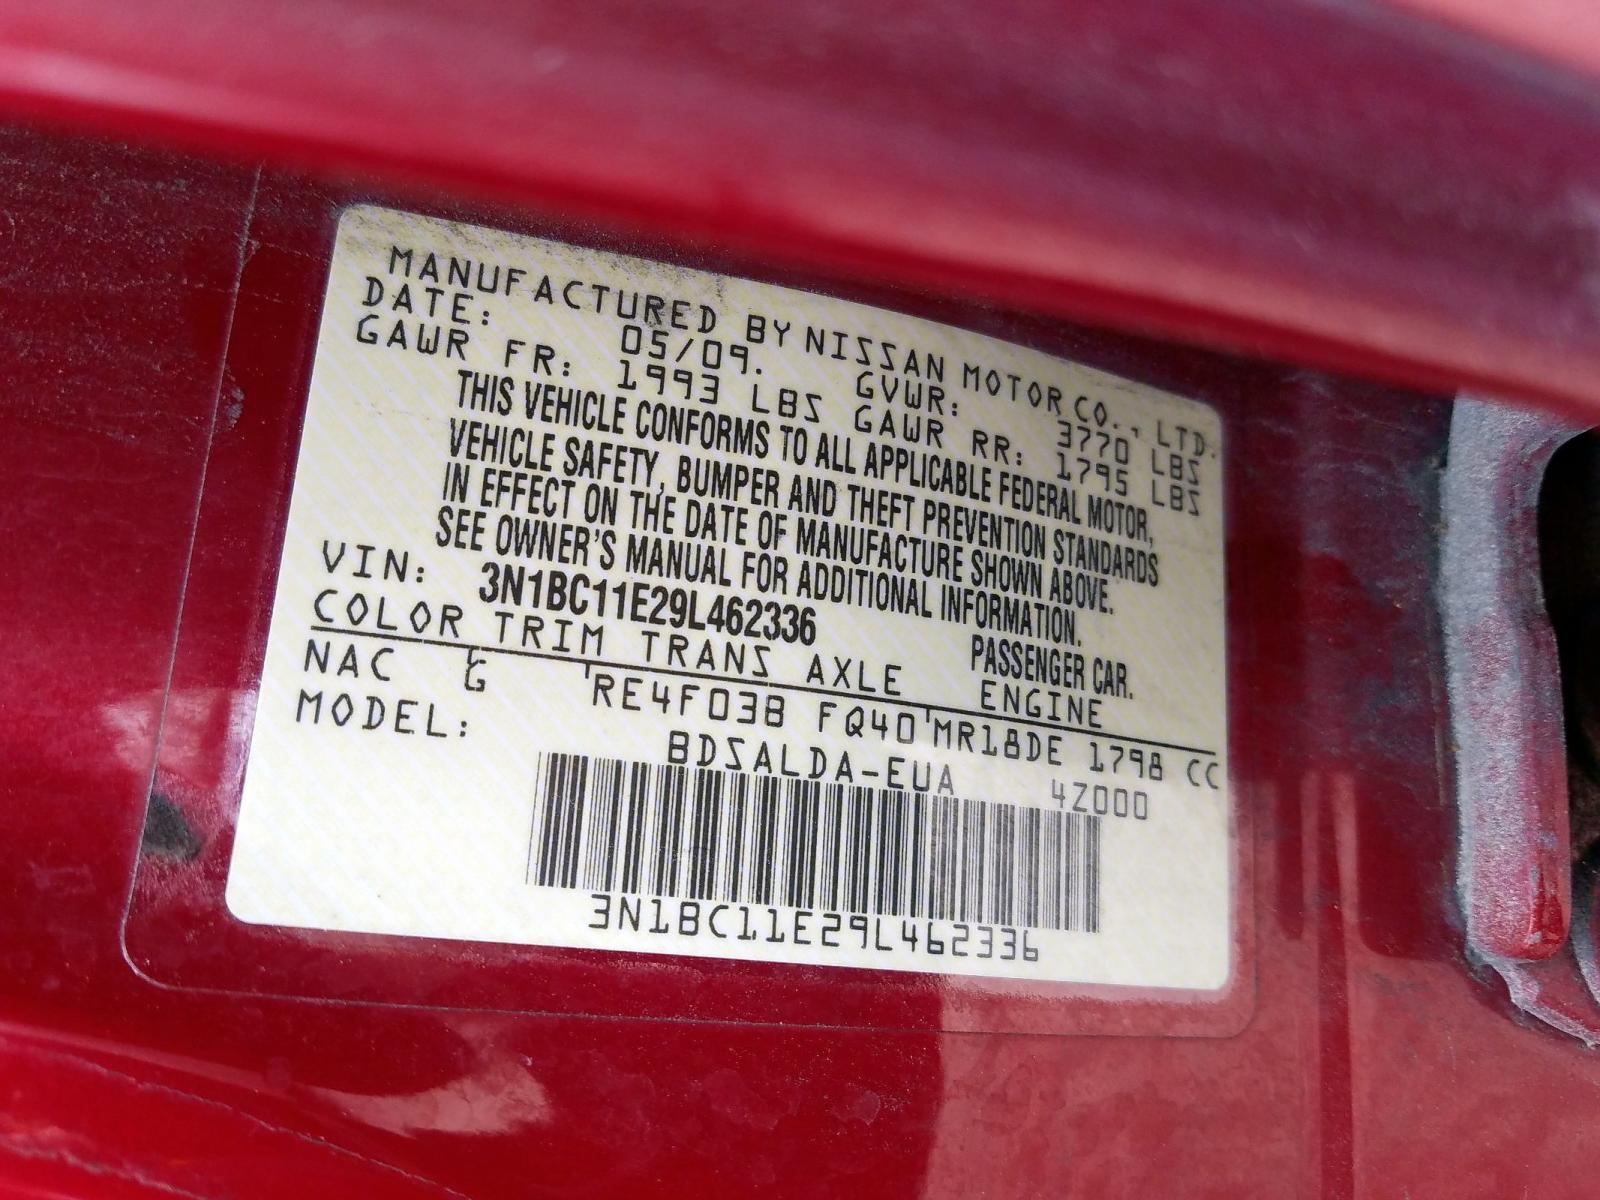 MANUFACTURED BY NISSAN MOTOR CO., LTD.
DATE: 05/09. GVWR: 3770 LBS
GAWR FR: 1993 LBS GAWR RR: 1795 LBS
THIS VEHICLE CONFORMS TO ALL APPLICABLE FEDERAL MOTOR,
VEHICLE SAFETY, BUMPER AND THEFT PREVENTION STANDARDS
IN EFFECT ON THE DATE OF MANUFACTURE SHOWN ABOVE.
SEE OWNER'S MANUAL FOR ADDITIONAL INFORMATION.
VIN: 3N1BC11E29L462336 PASSENGER CAR.
COLOR TRIM TRANS AXLE ENGINE
NAC G RE4F03B FQ40 MR18DE 1798 CC
MODEL: BDSALDA-EUA 4Z000
3N1BC11E29L462336